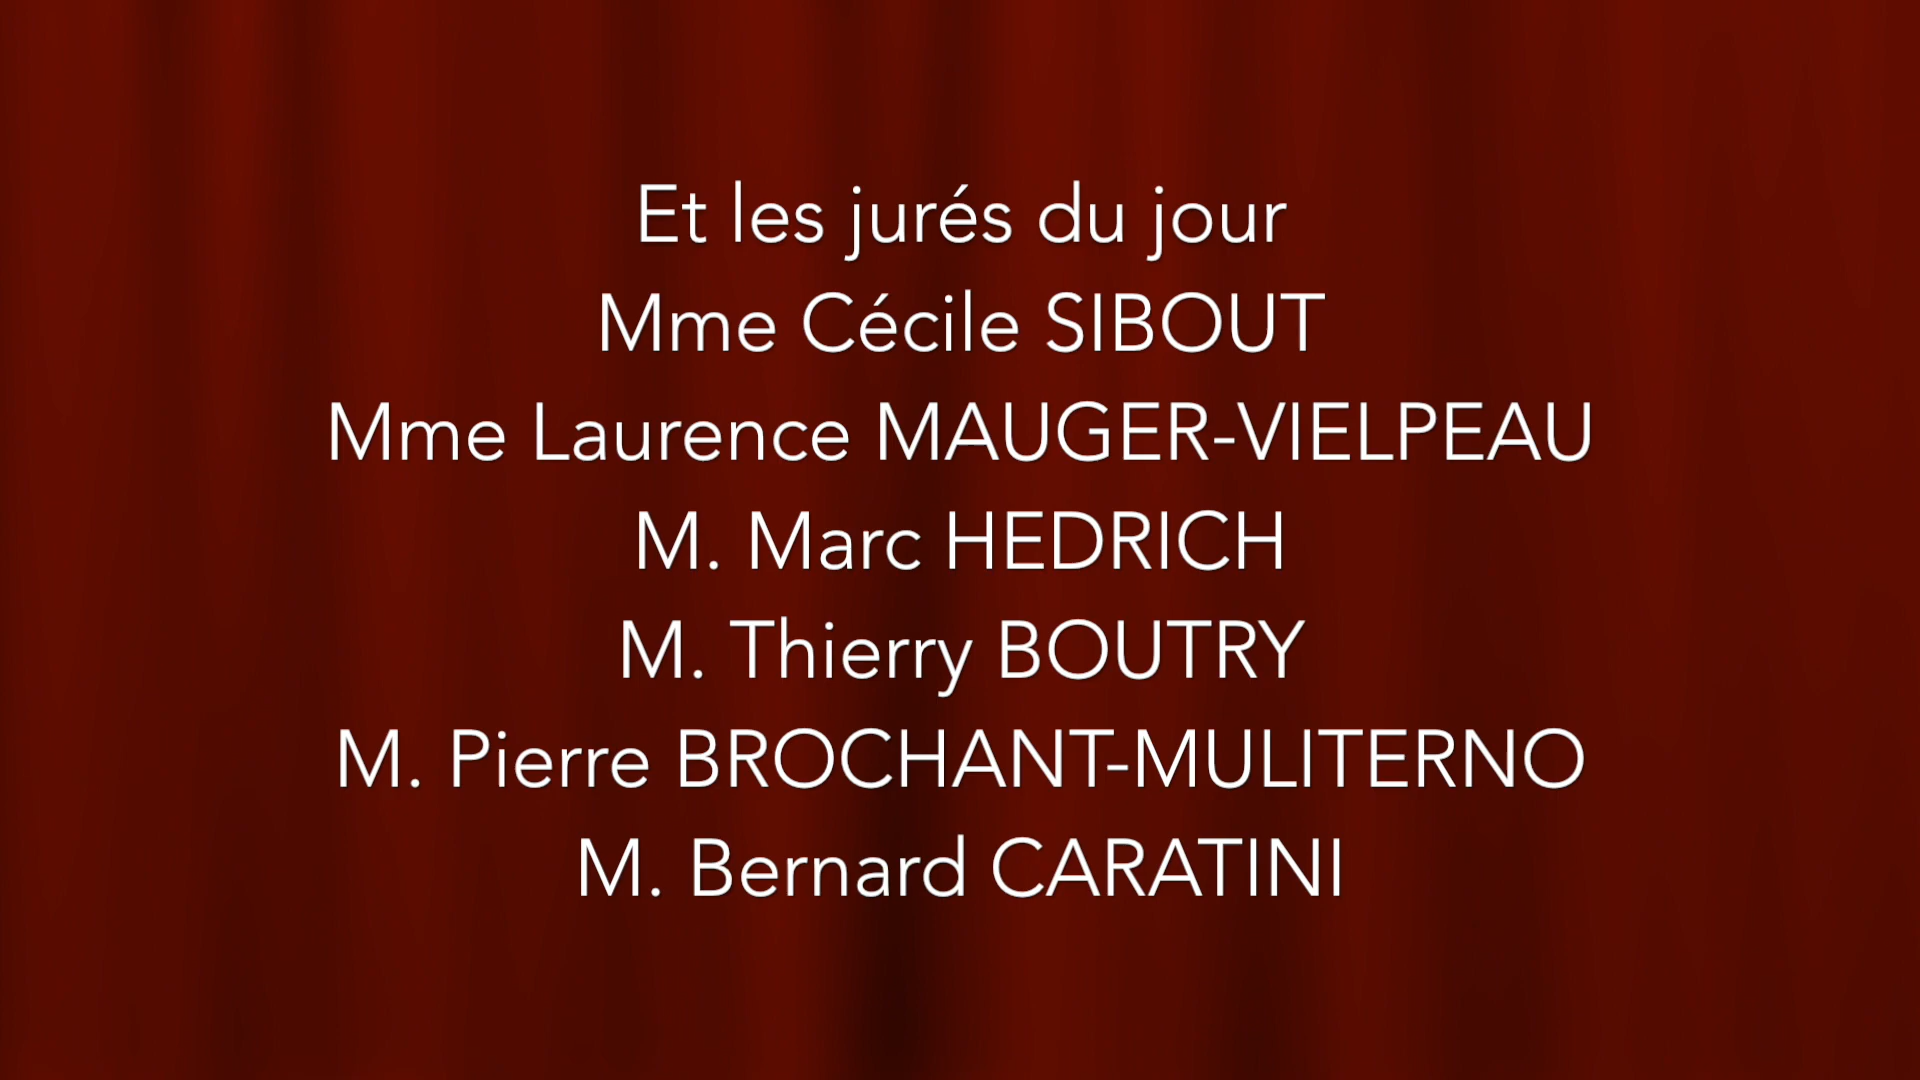 Et les jurés du jour
Mme Cécile SIBOUT
Mme Laurence MAUGER-VIELPEAU
M. Marc HEDRICH
M. Thierry BOUTRY
M. Pierre BROCHANT-MULITERNO
M. Bernard CARATINI